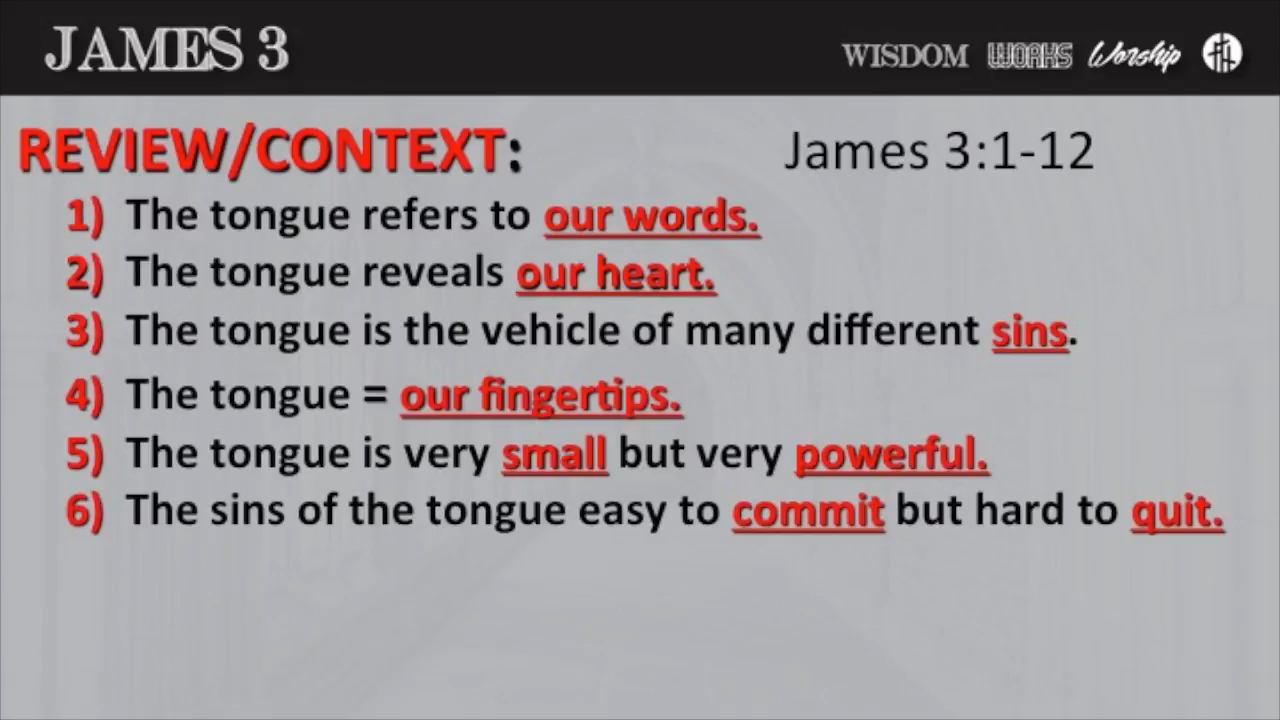 JAMES 3
WISDOM WORKS Worship
REVIEW/CONTEXT: James 3:1-12
1) The tongue refers to our words.
2) The tongue reveals our heart.
3) The tongue is the vehicle of many different sins.
4) The tongue = our fingertips.
5) The tongue is very small but very powerful.
6) The sins of the tongue easy to commit but hard to quit.